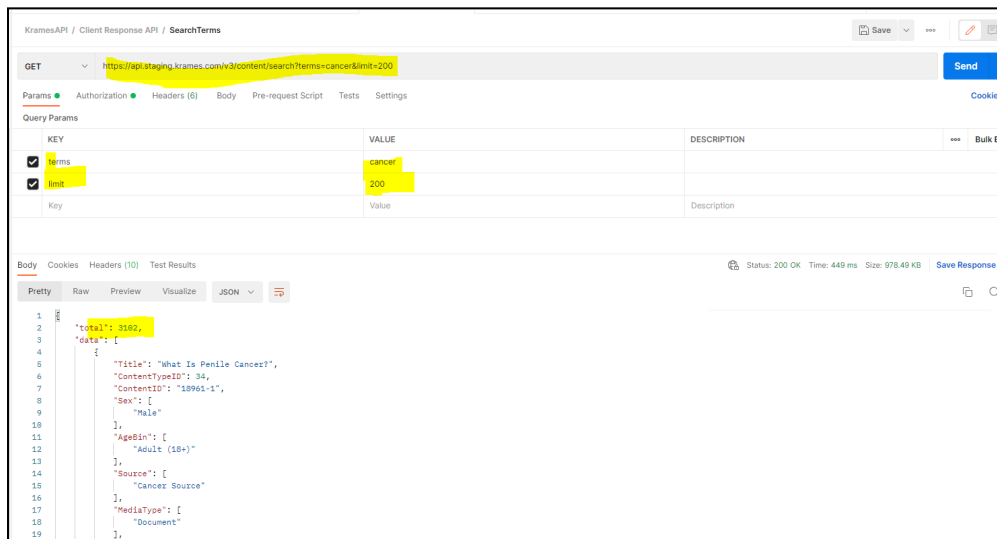 KramesAPI / Client Response API / SearchTerms
Save
GET https://api.staging.krames.com/v3/content/search?terms=cancer&limit=200 Send
Params Authorization Headers (6) Body Pre-request Script Tests Settings Cookie
Query Params
KEY VALUE DESCRIPTION ooo Bulk E
terms cancer
limit 200
Key Value Description
Body Cookies Headers (10) Test Results Status: 200 OK Time: 449 ms Size: 978.49 KB Save Response
Pretty Raw Preview Visualize JSON
1 {
2 "total": 3102,
3 "data": [
4 {
5 "Title": "What Is Penile Cancer?",
6 "ContentTypeID": 34,
7 "ContentID": "18961-1",
8 "Sex": [
9 "Male"
10 ],
11 "AgeBin": [
12 "Adult (18+)"
13 ],
14 "Source": [
15 "Cancer Source"
16 ],
17 "MediaType": [
18 "Document"
19 ],